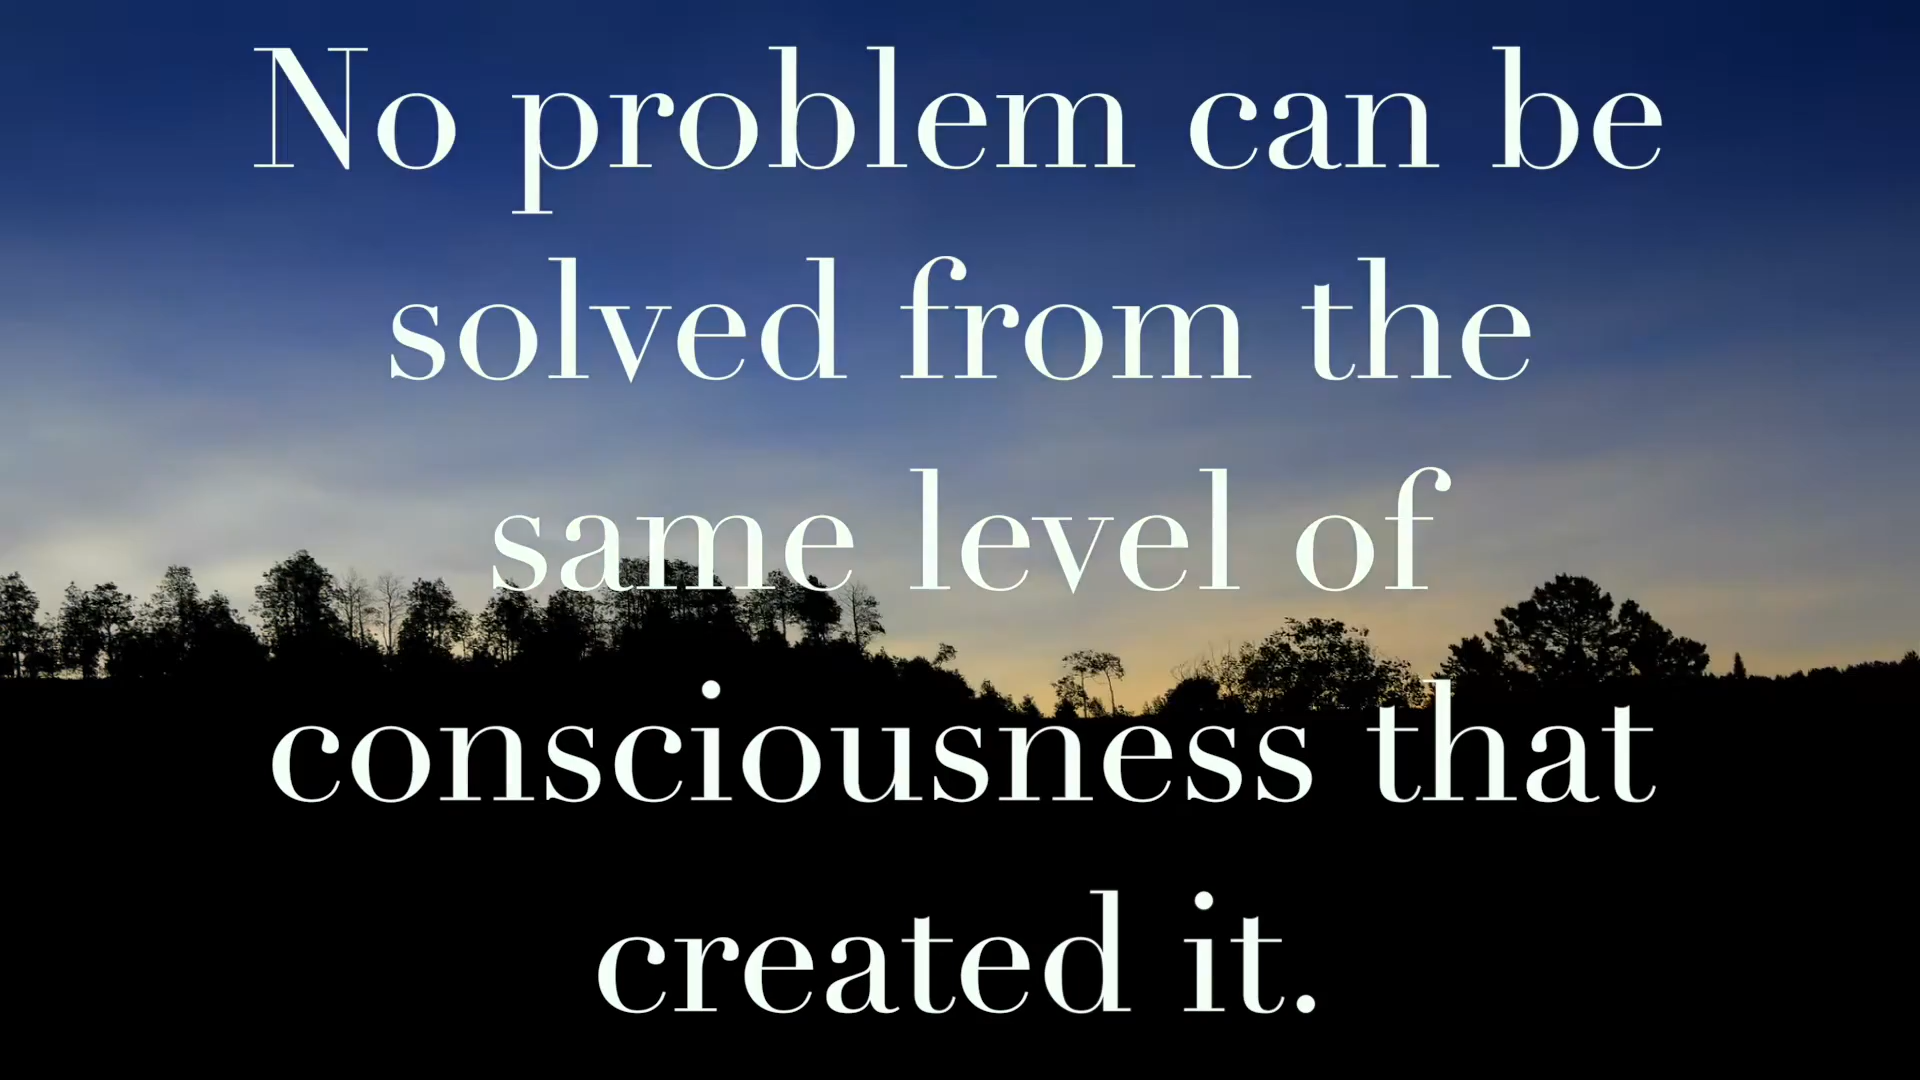 No problem can be
solved from the
same level of
consciousness that
created it.